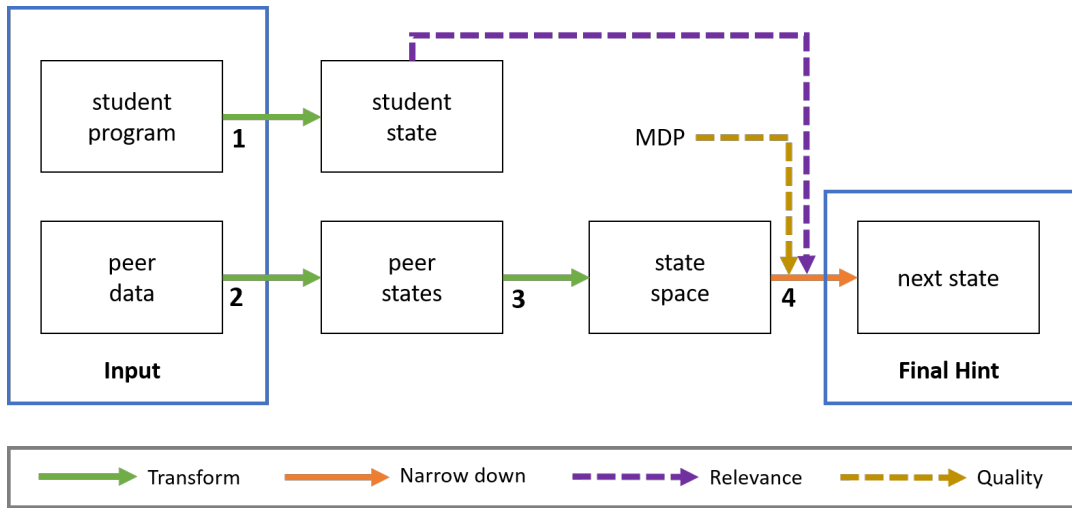 student
program
1
student
state
MDP
peer
data
2
peer
states
3
state
space
4
next state
Input
Final Hint
Transform
Narrow down
Relevance
Quality